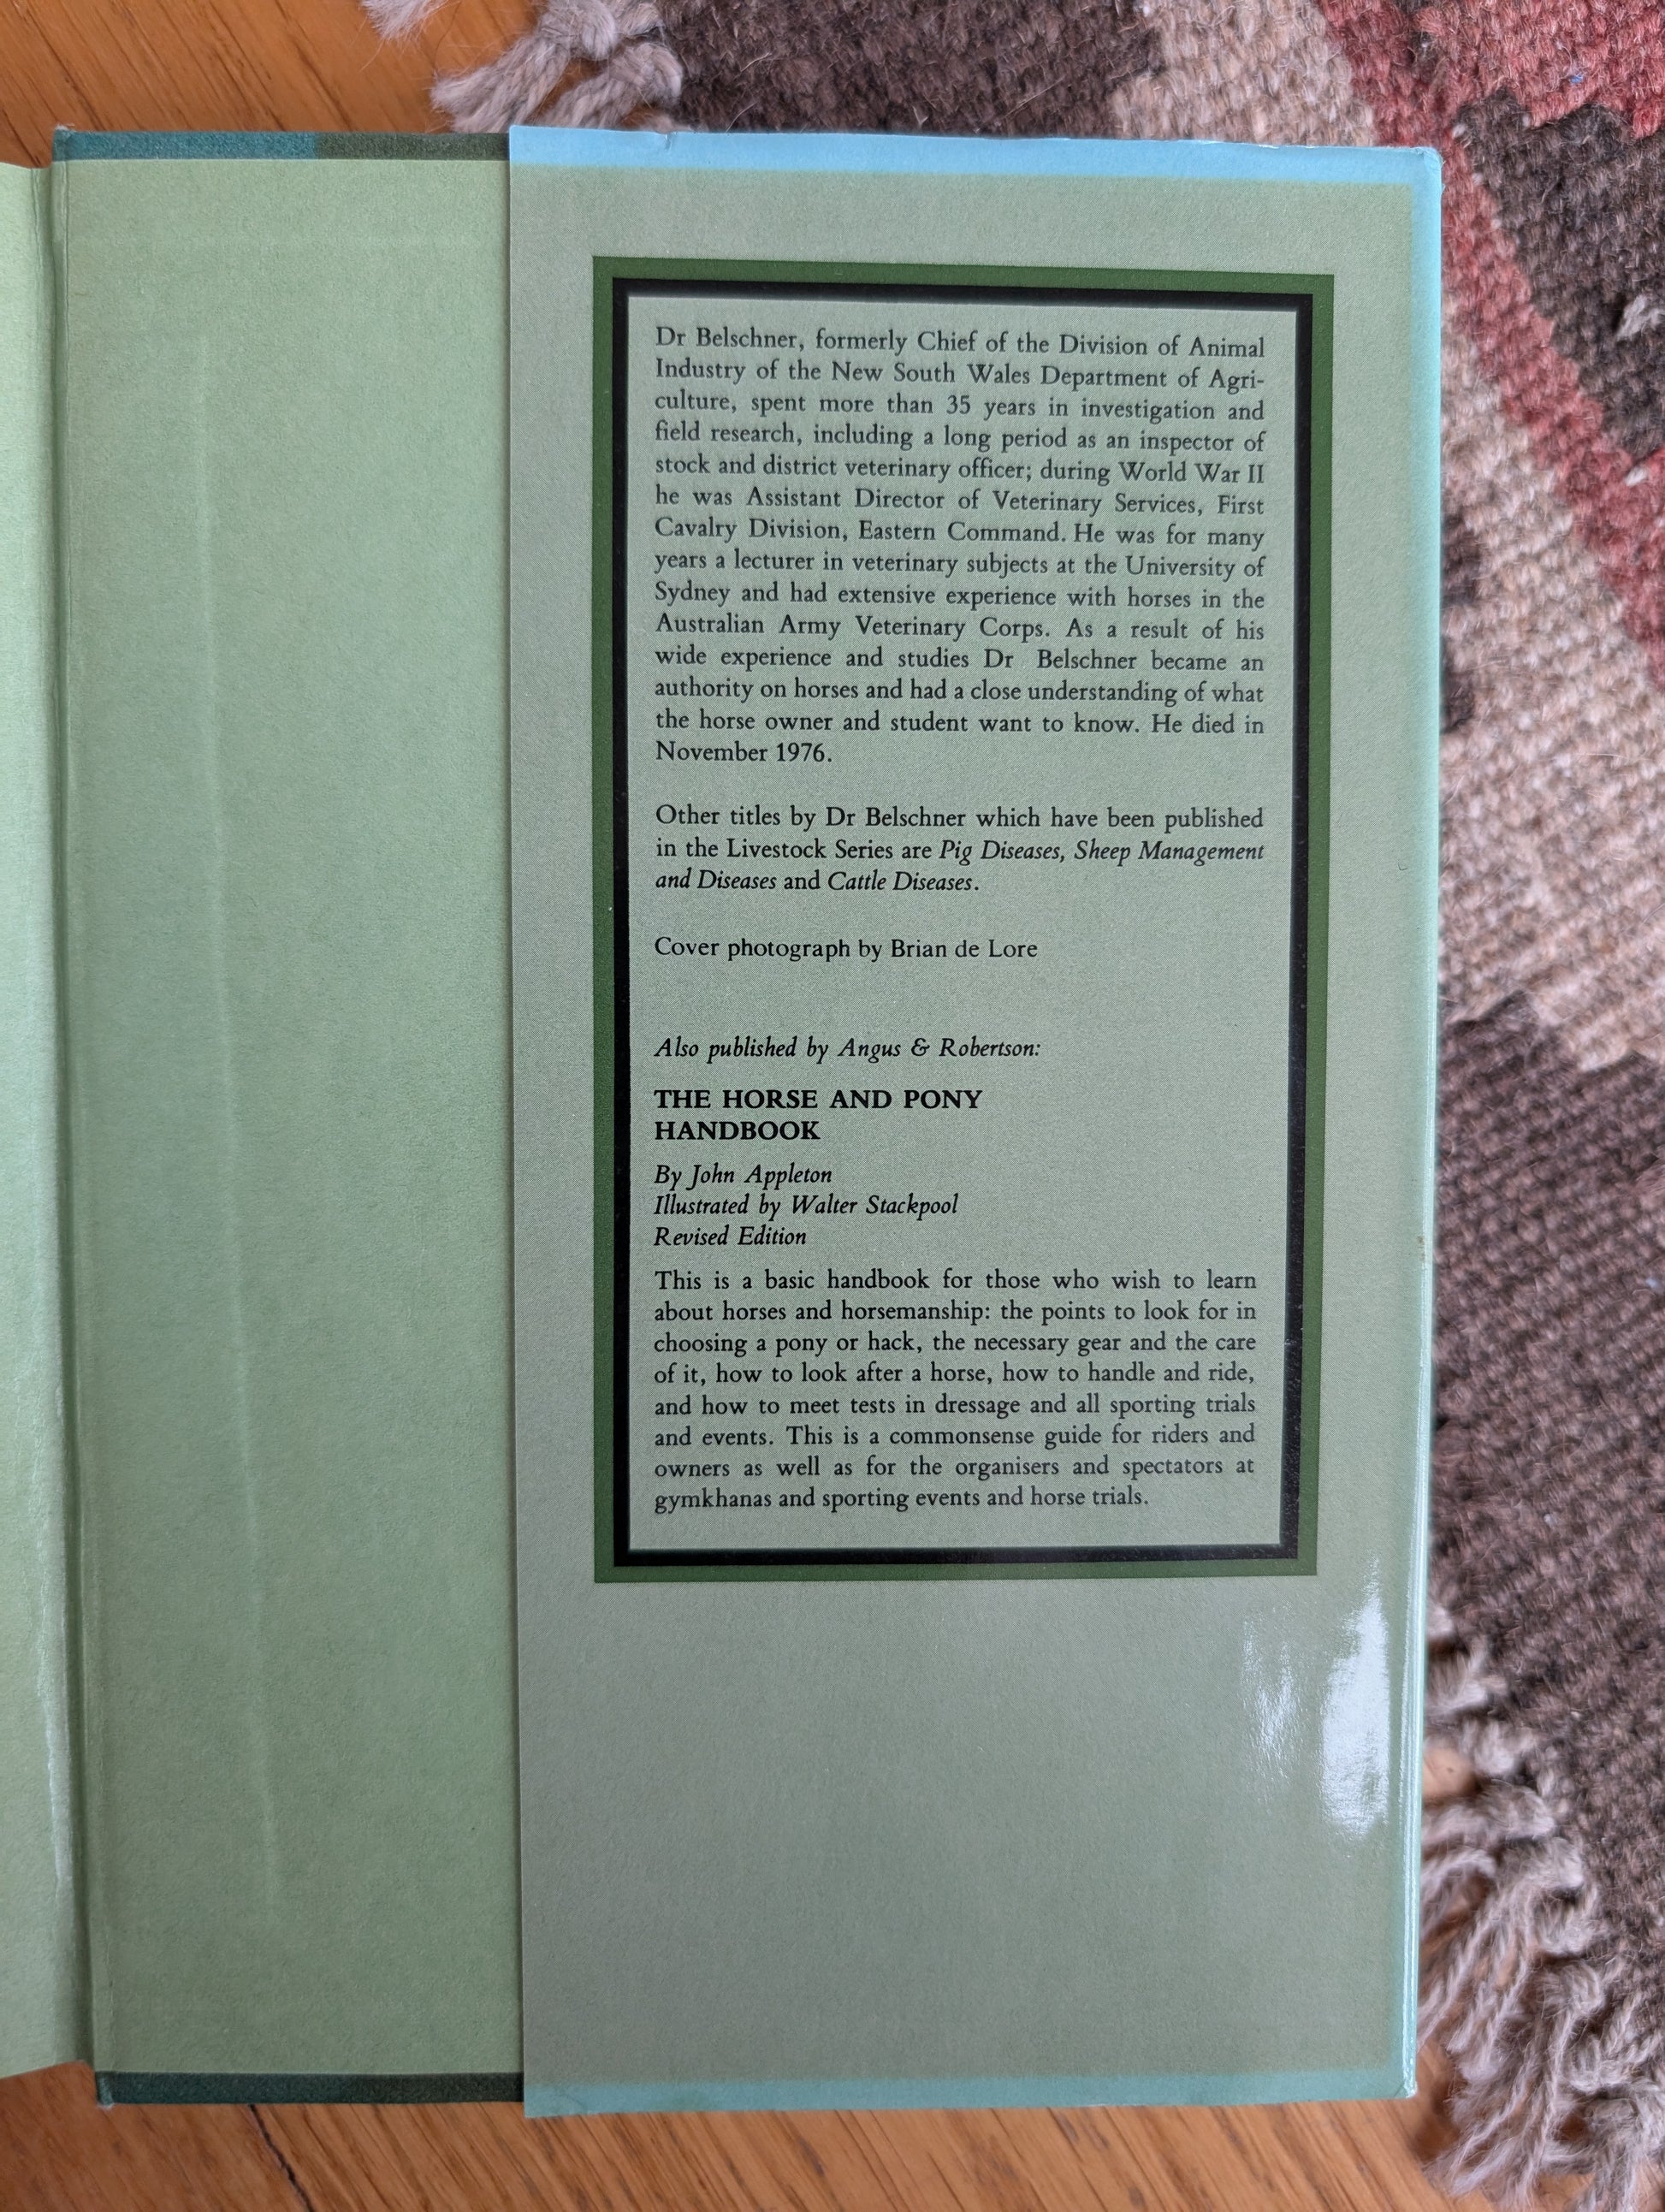 Dr Belschner, formerly Chief of the Division of Animal
Industry of the New South Wales Department of Agri-
culture, spent more than 35 years in investigation and
field research, including a long period as an inspector of
stock and district veterinary officer; during World War II
he was Assistant Director of Veterinary Services, First
Cavalry Division, Eastern Command. He was for many
years a lecturer in veterinary subjects at the University of
Sydney and had extensive experience with horses in the
Australian Army Veterinary Corps. As a result of his
wide experience and studies Dr Belschner became an
authority on horses and had a close understanding of what
the horse owner and student want to know. He died in
November 1976.
Other titles by Dr Belschner which have been published
in the Livestock Series are Pig Diseases, Sheep Management
and Diseases and Cattle Diseases.
Cover photograph by Brian de Lore
Also published by Angus & Robertson:
THE HORSE AND PONY
HANDBOOK
By John Appleton
Illustrated by Walter Stackpool
Revised Edition
This is a basic handbook for those who wish to learn
about horses and horsemanship: the points to look for in
choosing a pony or hack, the necessary gear and the care
of it, how to look after a horse, how to handle and ride,
and how to meet tests in dressage and all sporting trials
and events. This is a commonsense guide for riders and
owners as well as for the organisers and spectators at
gymkhanas and sporting events and horse trials.